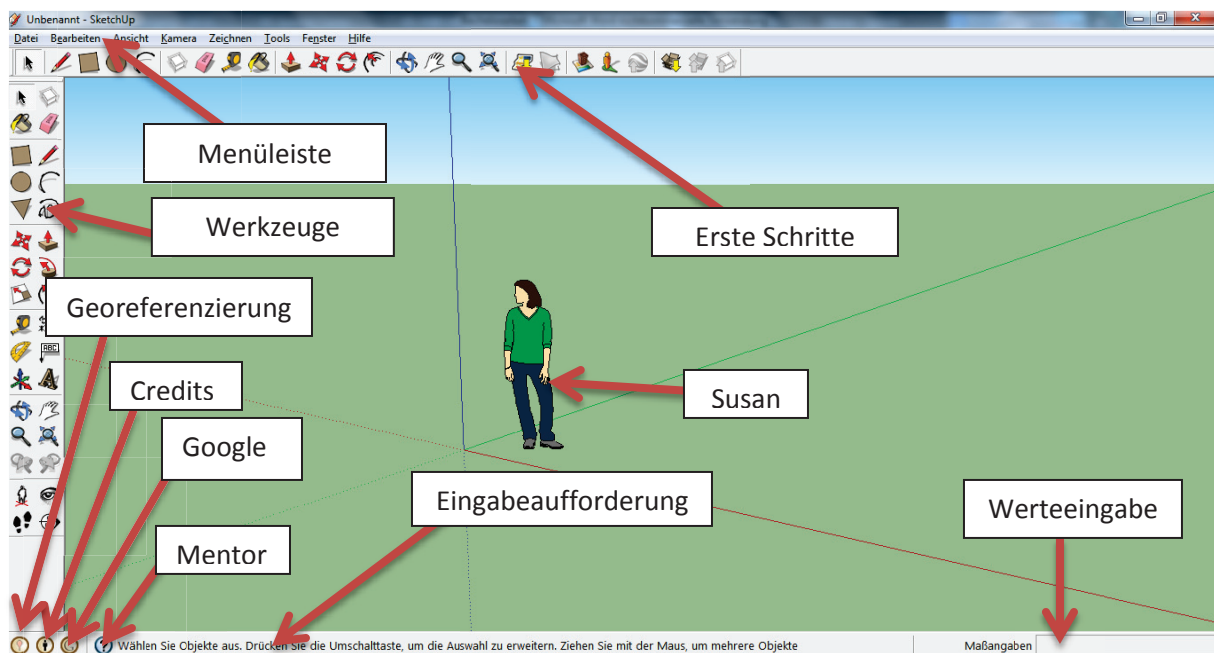 Unbenannt - SketchUp
Datei Bearbeiten Ansicht Kamera Zeichnen Tools Fenster Hilfe
Menüleiste
Werkzeuge
Erste Schritte
Georeferenzierung
ABC
Credits
Susan
Google
Eingabeaufforderung
Werteeingabe
Mentor
Wählen Sie Objekte aus. Drücken Sie die Umschalttaste, um die Auswahl zu erweitern. Ziehen Sie mit der Maus, um mehrere Objekte
Maßangaben